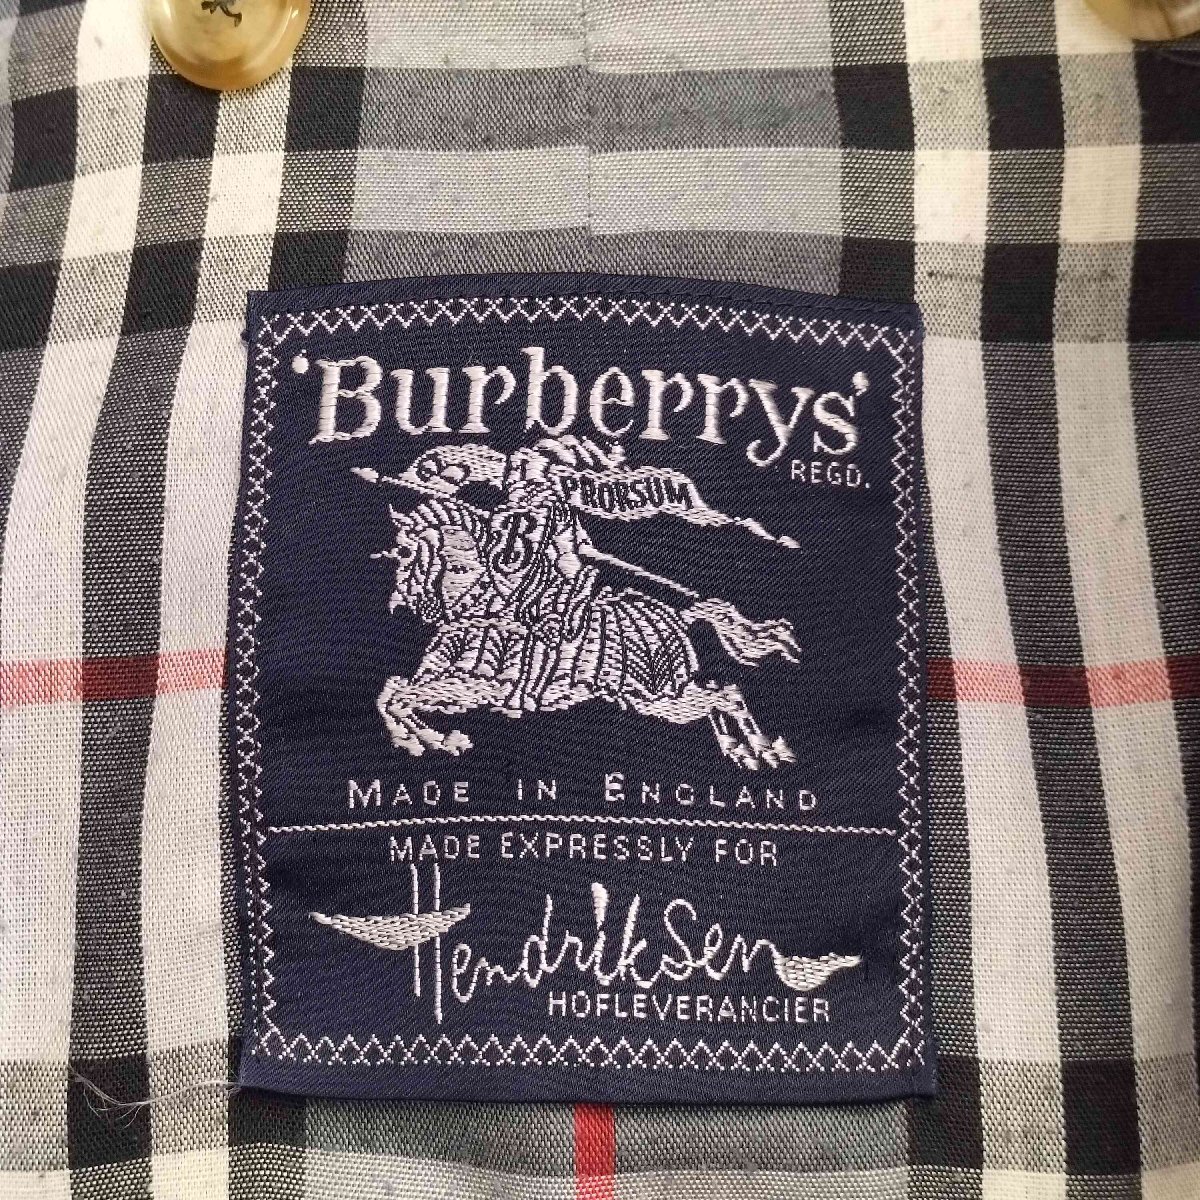 'Burberrys'
REGD.
PRORSUM
B
MADE IN ENGLAND
MADE EXPRESSLY FOR
HendrikSen
HOFLEVERANCIER